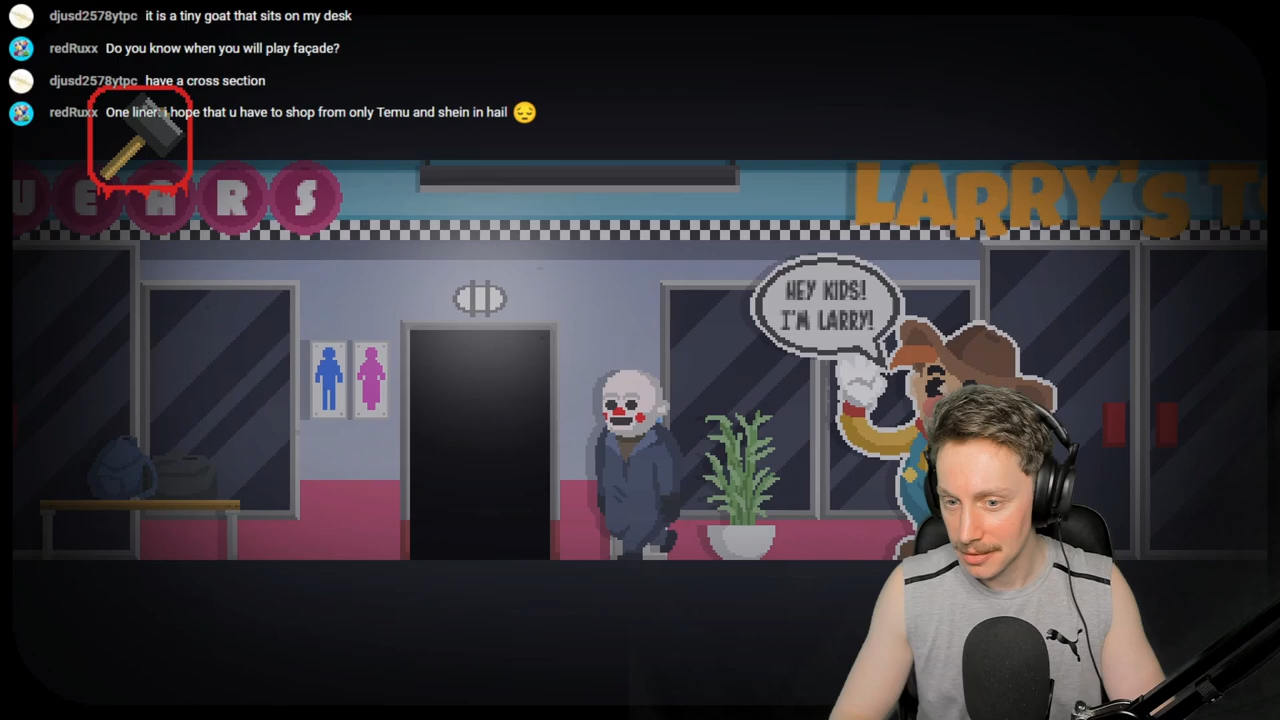 djusd2578ytpc it is a tiny goat that sits on my desk
redRuxx Do you know when you will play façade?
djusd2578ytpc have a cross section
redRuxx One liner: i hope that u have to shop from only Temu and shein in hail 😔
U E A R S
LARRY'S T
HEY KIDS!
I'M LARRY!